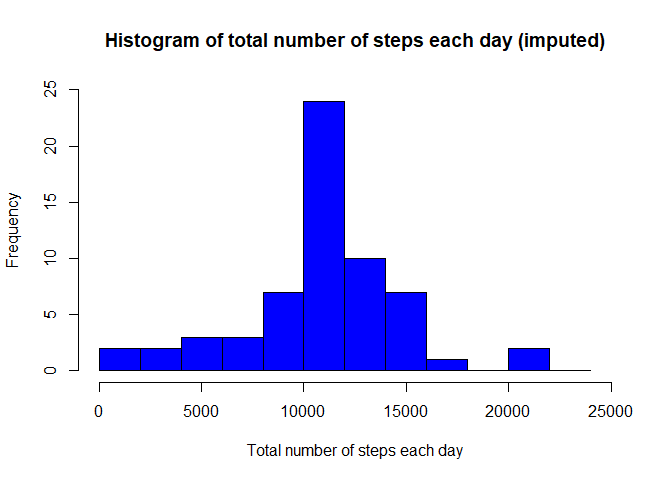 Histogram of total number of steps each day (imputed)
Frequency
25
20
15
10
5
0
0 5000 10000 15000 20000 25000
Total number of steps each day